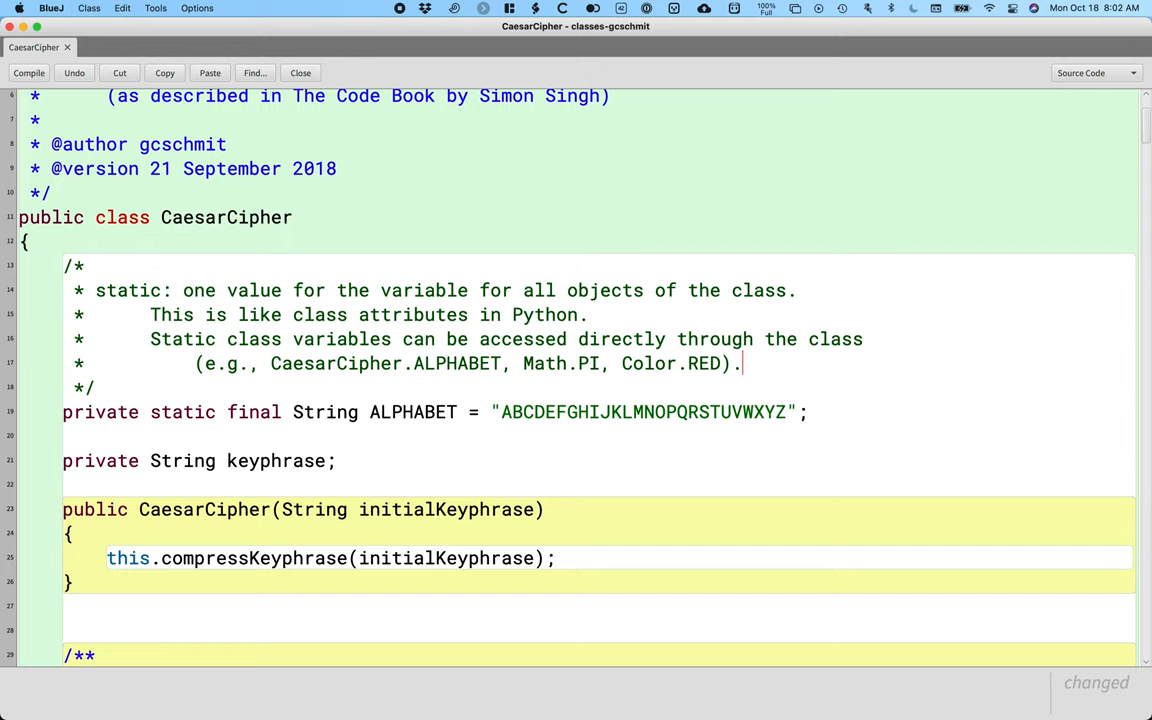 BlueJ Class Edit Tools Options 100% Full Mon Oct 18 8:02 AM
CaesarCipher - classes-gcschmit
CaesarCipher ×
Compile Undo Cut Copy Paste Find... Close Source Code
6 * (as described in The Code Book by Simon Singh)
7 *
8 * @author gcschmit
9 * @version 21 September 2018
10 */
11 public class CaesarCipher
12 {
13 /*
14 * static: one value for the variable for all objects of the class.
15 * This is like class attributes in Python.
16 * Static class variables can be accessed directly through the class
17 * (e.g., CaesarCipher.ALPHABET, Math.PI, Color.RED).
18 */
19 private static final String ALPHABET = "ABCDEFGHIJKLMNOPQRSTUVWXYZ";
20
21 private String keyphrase;
22
23 public CaesarCipher(String initialKeyphrase)
24 {
25 this.compressKeyphrase(initialKeyphrase);
26 }
27
28
29 /**
changed